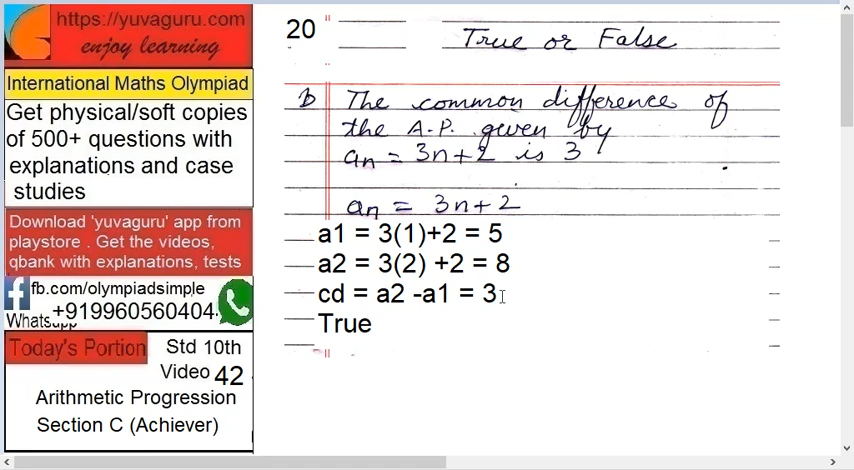 https://yuvaguru.com
enjoy learning
International Maths Olympiad
Get physical/soft copies
of 500+ questions with
explanations and case
studies
Download 'yuvaguru' app from
playstore . Get the videos,
qbank with explanations, tests
fb.com/olympiadsimple
+919960560404
Whatsupp
Today's Portion
Std 10th
Video 42
Arithmetic Progression
Section C (Achiever)
20
True or False
The common difference of
the A.P. given by
an = 3n+2 is 3
an = 3n+2
a1 = 3(1)+2 = 5
a2 = 3(2) +2 = 8
cd = a2 -a1 = 3
True